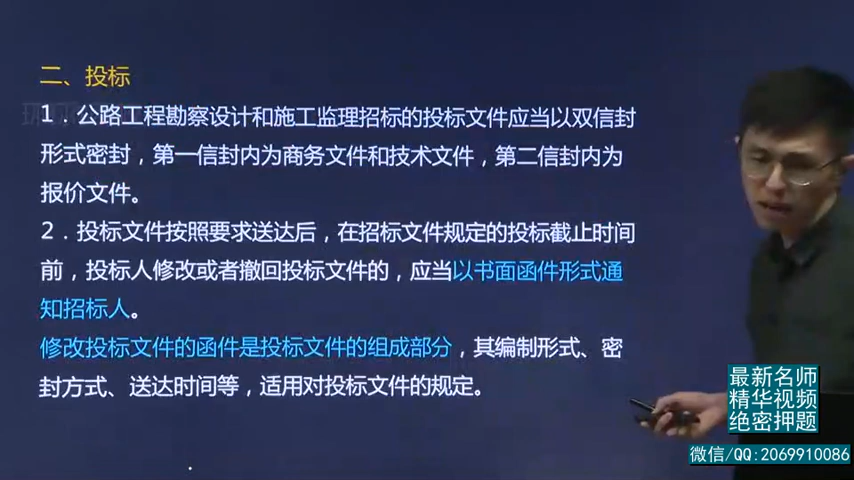 二、投标
1．公路工程勘察设计和施工监理招标的投标文件应当以双信封
形式密封，第一信封内为商务文件和技术文件，第二信封内为
报价文件。
2．投标文件按照要求送达后，在招标文件规定的投标截止时间
前，投标人修改或者撤回投标文件的，应当以书面函件形式通
知招标人。
修改投标文件的函件是投标文件的组成部分，其编制形式、密
封方式、送达时间等，适用对投标文件的规定。
最新名师
精华视频
绝密押题
微信/QQ:2069910086